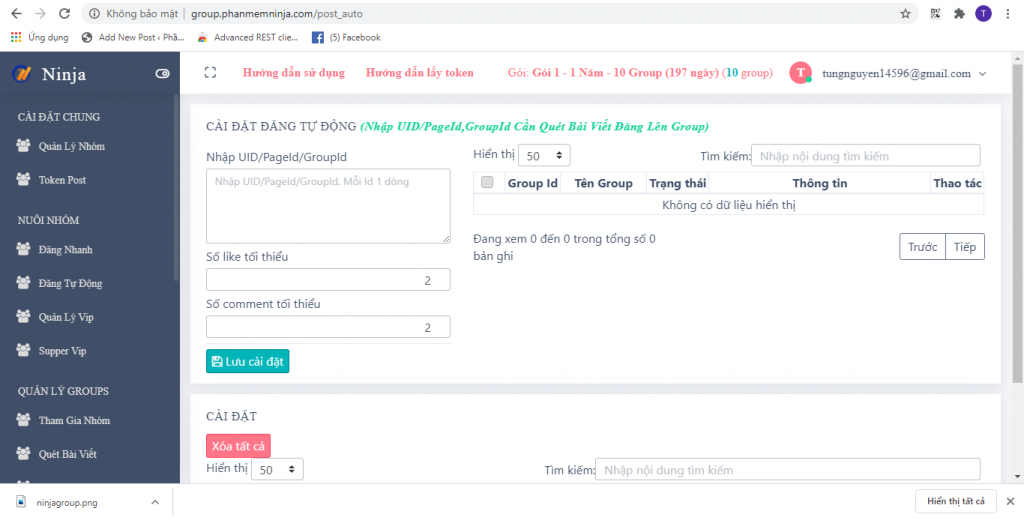 Không bảo mật | group.phanmemninja.com/post_auto
T
Ứng dụng
Add New Post ‹ Phầ...
Advanced REST clie...
(5) Facebook
Ninja
Hướng dẫn sử dụng
Hướng dẫn lấy token
Gói: Gói 1 - 1 Năm - 10 Group (197 ngày) (10 group)
T
tungnguyen14596@gmail.com
CÀI ĐẶT CHUNG
Quản Lý Nhóm
Token Post
NUÔI NHÓM
Đăng Nhanh
Đăng Tự Động
Quản Lý Vip
Supper Vip
QUẢN LÝ GROUPS
Tham Gia Nhóm
Quét Bài Viết
CÀI ĐẶT ĐĂNG TỰ ĐỘNG (Nhập UID/PageId,GroupId Cần Quét Bài Viết Đăng Lên Group)
Nhập UID/PageId/GroupId
Nhập UID/PageId/GroupId. Mỗi Id 1 dòng
Số like tối thiểu
2
Số comment tối thiểu
2
Lưu cài đặt
Hiển thị 50
Tìm kiếm: Nhập nội dung tìm kiếm
Group Id Tên Group Trạng thái Thông tin Thao tác
Không có dữ liệu hiển thị
Đang xem 0 đến 0 trong tổng số 0
bản ghi
Trước Tiếp
CÀI ĐẶT
Xóa tất cả
Hiển thị 50
Tìm kiếm: Nhập nội dung tìm kiếm
ninjagroup.png
Hiển thị tất cả